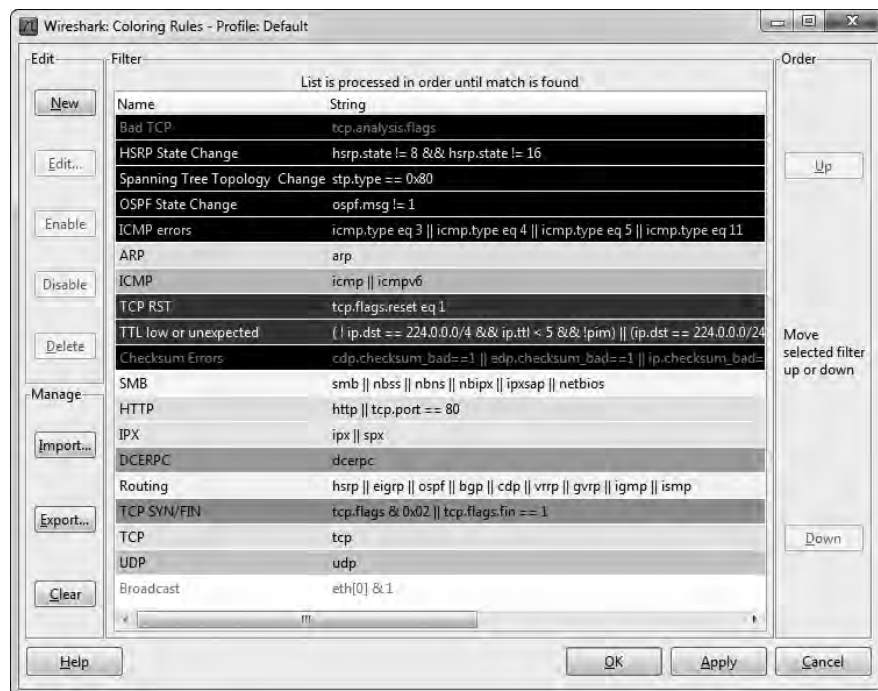 Wireshark: Coloring Rules - Profile: Default
Edit
Filter
Order
List is processed in order until match is found
New
Edit...
Enable
Disable
Delete
Manage
Import...
Export...
Clear
Name String
Bad TCP tcp.analysis.flags
HSRP State Change hsrp.state != 8 && hsrp.state != 16
Spanning Tree Topology Change stp.type == 0x80
OSPF State Change ospf.msg != 1
ICMP errors icmp.type eq 3 || icmp.type eq 4 || icmp.type eq 5 || icmp.type eq 11
ARP arp
ICMP icmp || icmpv6
TCP RST tcp.flags.reset eq 1
TTL low or unexpected ( ! ip.dst == 224.0.0.0/4 && ip.ttl < 5 && !pim) || (ip.dst == 224.0.0.0/24
Checksum Errors cdp.checksum_bad==1 || edp.checksum_bad==1 || ip.checksum_bad=
SMB smb || nbss || nbns || nbipx || ipxsap || netbios
HTTP http || tcp.port == 80
IPX ipx || spx
DCERPC dcerpc
Routing hsrp || eigrp || ospf || bgp || cdp || vrrp || gvrp || igmp || ismp
TCP SYN/FIN tcp.flags & 0x02 || tcp.flags.fin == 1
TCP tcp
UDP udp
Broadcast eth[0] & 1
Up
Move
selected filter
up or down
Down
Help
OK
Apply
Cancel